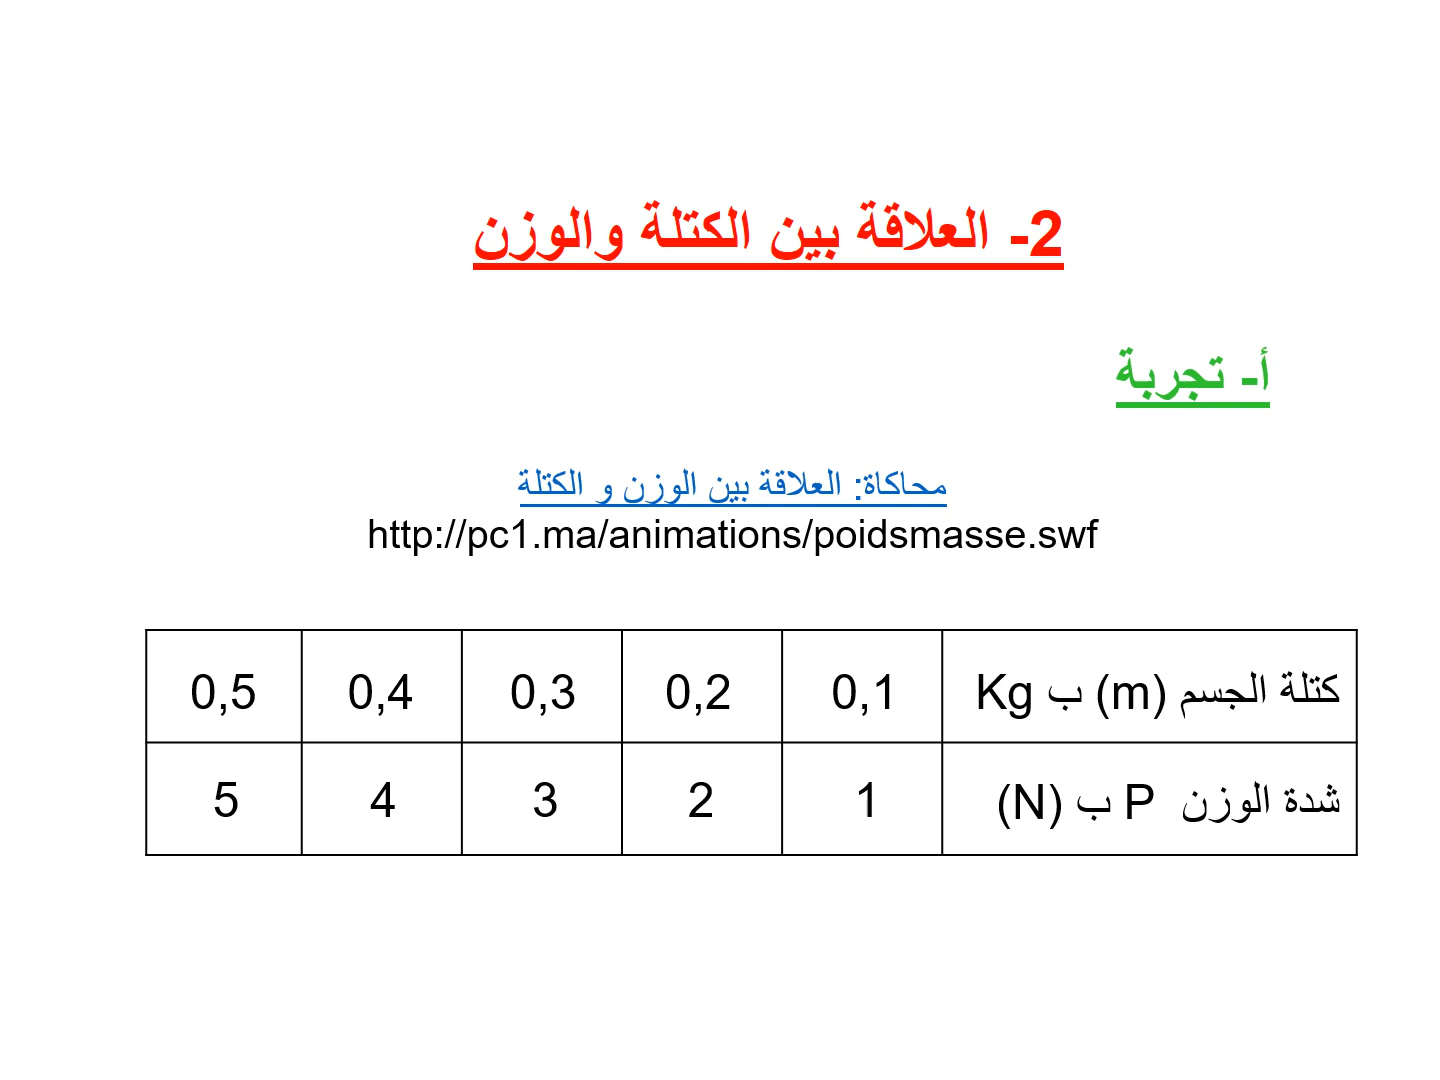 2- العلاقة بين الكتلة والوزن
أ- تجربة
محاكاة: العلاقة بين الوزن و الكتلة
http://pc1.ma/animations/poidsmasse.swf
كتلة الجسم (m) ب Kg 0,1 0,2 0,3 0,4 0,5
شدة الوزن P ب (N) 1 2 3 4 5